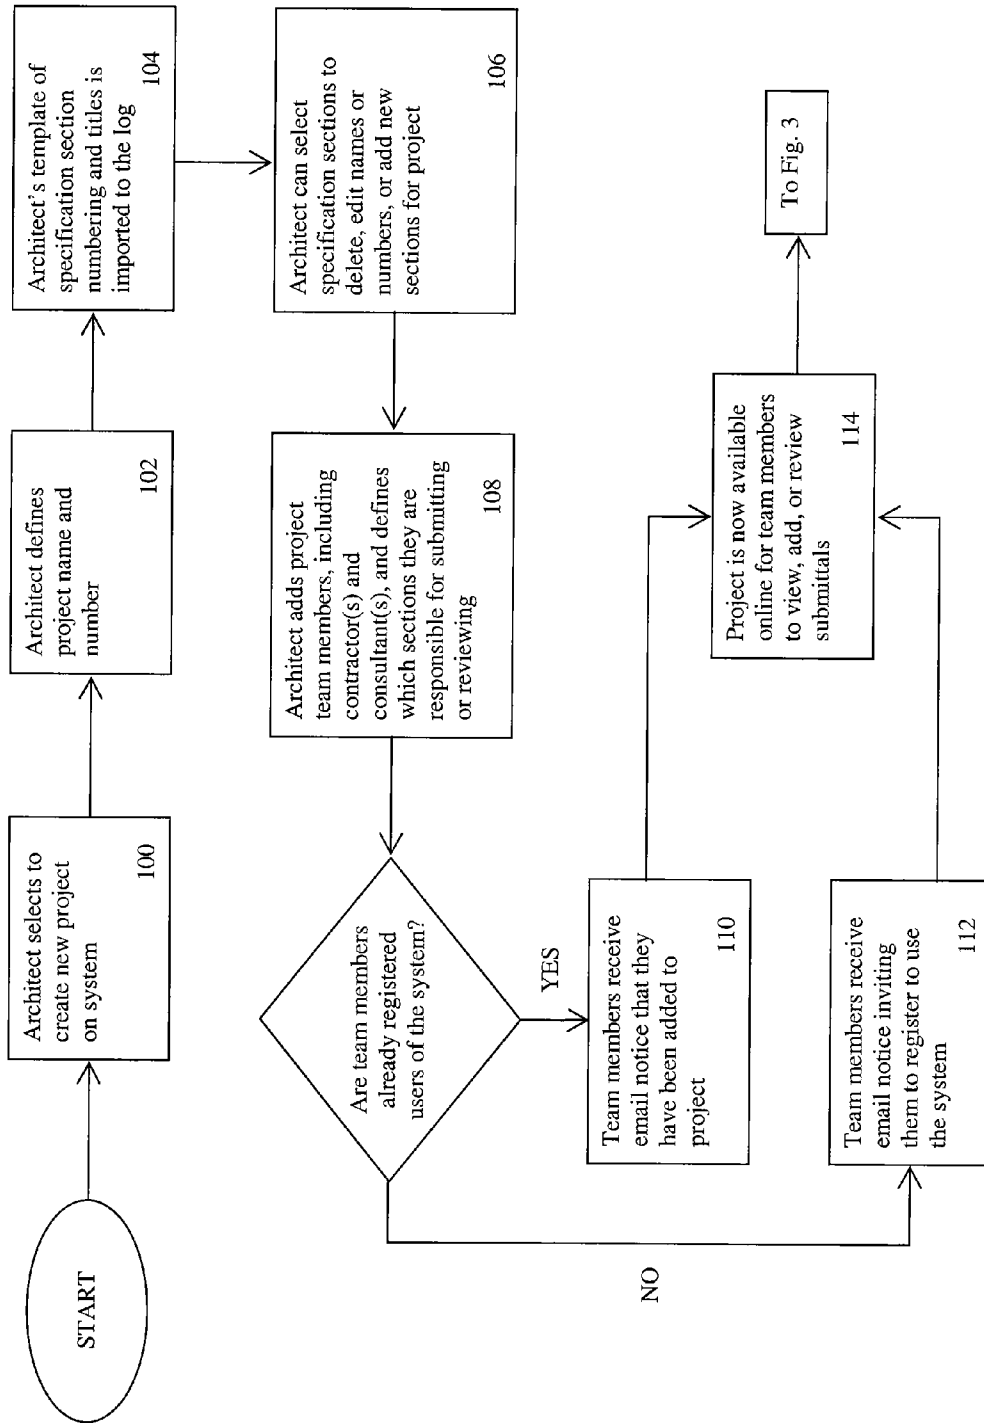 START
Architect selects to
create new project
on system
100
Architect defines
project name and
number
102
Architect's template of
specification section
numbering and titles is
imported to the log
104
Architect can select
specification sections to
delete, edit names or
numbers, or add new
sections for project
106
Architect adds project
team members, including
contractor(s) and
consultant(s), and defines
which sections they are
responsible for submitting
or reviewing
108
Are team members
already registered
users of the system?
YES
NO
Team members receive
email notice that they
have been added to
project
110
Team members receive
email notice inviting
them to register to use
the system
112
Project is now available
online for team members
to view, add, or review
submittals
114
To Fig. 3